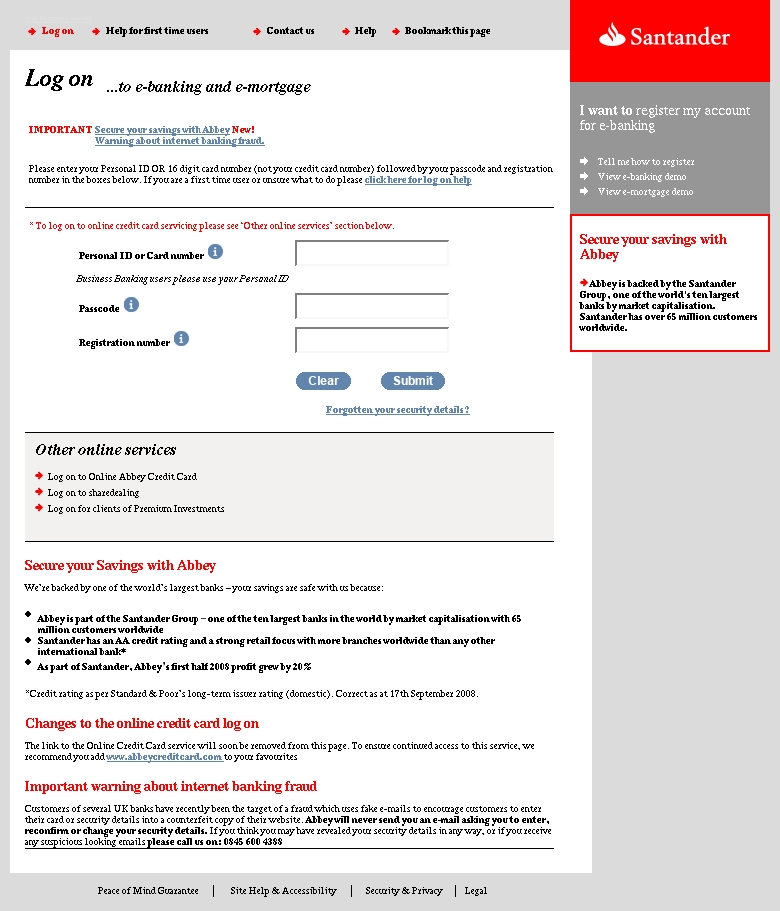 Log on
Help for first time users
Contact us
Help
Bookmark this page
Santander
Log on ...to e-banking and e-mortgage
I want to register my account
for e-banking
Tell me how to register
View e-banking demo
View e-mortgage demo
IMPORTANT Secure your savings with Abbey New!
Warning about internet banking fraud.
Please enter your Personal ID OR 16 digit card number (not your credit card number) followed by your passcode and registration
number in the boxes below. If you are a first time user or unsure what to do please click here for log on help
* To log on to online credit card servicing please see 'Other online services' section below.
Personal ID or Card number
Business Banking users please use your Personal ID
Passcode
Registration number
Clear
Submit
Forgotten your security details?
Secure your savings with
Abbey
Abbey is backed by the Santander
Group, one of the world's ten largest
banks by market capitalisation.
Santander has over 65 million customers
worldwide.
Other online services
Log on to Online Abbey Credit Card
Log on to sharedealing
Log on for clients of Premium Investments
Secure your Savings with Abbey
We're backed by one of the world's largest banks – your savings are safe with us because:
Abbey is part of the Santander Group – one of the ten largest banks in the world by market capitalisation with 65
million customers worldwide
Santander has an AA credit rating and a strong retail focus with more branches worldwide than any other
international bank*
As part of Santander, Abbey's first half 2008 profit grew by 20%
*Credit rating as per Standard & Poor's long-term issuer rating (domestic). Correct as at 17th September 2008.
Changes to the online credit card log on
The link to the Online Credit Card service will soon be removed from this page. To ensure continued access to this service, we
recommend you add www.abbeycreditcard.com to your favourites
Important warning about internet banking fraud
Customers of several UK banks have recently been the target of a fraud which uses fake e-mails to encourage customers to enter
their card or security details into a counterfeit copy of their website. Abbey will never send you an e-mail asking you to enter,
reconfirm or change your security details. If you think you may have revealed your security details in any way, or if you receive
any suspicious looking emails please call us on: 0845 600 4388
Peace of Mind Guarantee
Site Help & Accessibility
Security & Privacy
Legal